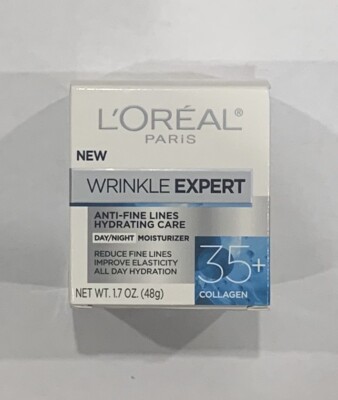 L'ORÉAL®
PARIS
NEW
WRINKLE EXPERT
ANTI-FINE LINES
HYDRATING CARE
DAY/NIGHT MOISTURIZER
REDUCE FINE LINES
IMPROVE ELASTICITY
ALL DAY HYDRATION
35+
COLLAGEN
NET WT. 1.7 OZ. (48g)